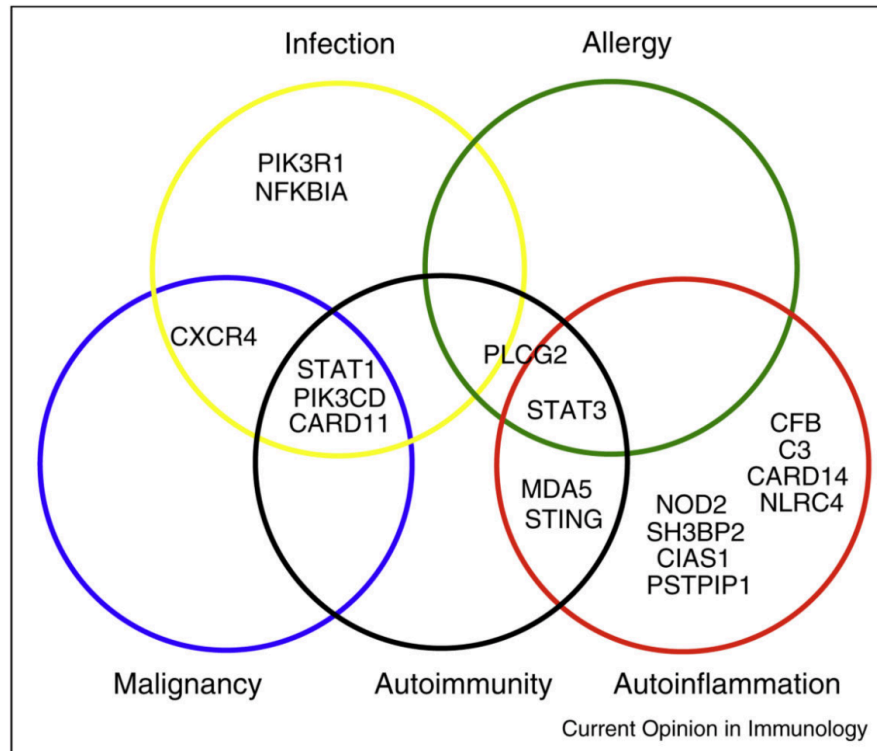 Infection
Allergy
PIK3R1
NFKBIA
CXCR4
STAT1
PIK3CD
CARD11
PLCG2
STAT3
MDA5
STING
CFB
C3
CARD14
NLRC4
NOD2
SH3BP2
CIAS1
PSTPIP1
Malignancy
Autoimmunity
Autoinflammation
Current Opinion in Immunology